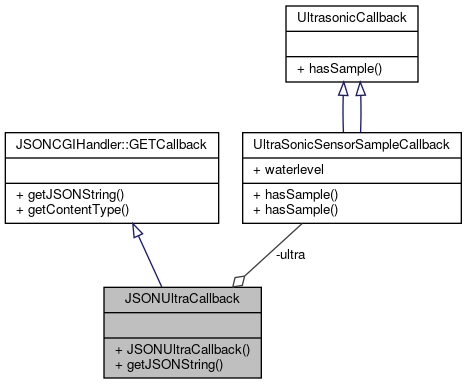 UltrasonicCallback
+ hasSample()
JSONCGIHandler::GETCallback
+ getJSONString()
+ getContentType()
UltraSonicSensorSampleCallback
+ waterlevel
+ hasSample()
+ hasSample()
-ultra
JSONUltraCallback
+ JSONUltraCallback()
+ getJSONString()